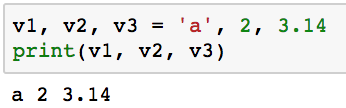 v1, v2, v3 = 'a', 2, 3.14
print(v1, v2, v3)
a 2 3.14